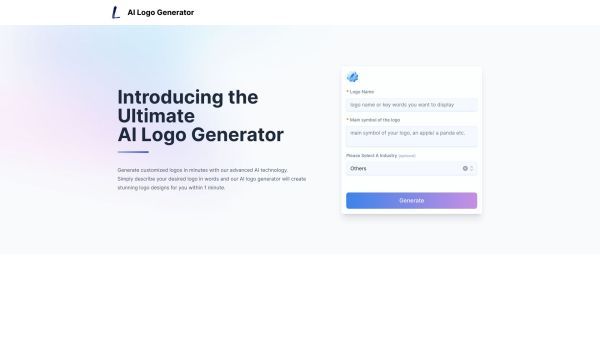 AI Logo Generator
Introducing the
Ultimate
AI Logo Generator
Generate customized logos in minutes with our advanced AI technology.
Simply describe your desired logo in words and our AI logo generator will create
stunning logo designs for you within 1 minute.
* Logo Name
logo name or key words you want to display
* Main symbol of the logo
main symbol of your logo, an apple/ a panda etc.
Please Select A Industry (optional)
Others
Generate